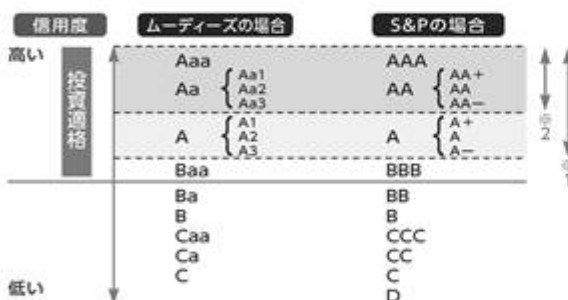 信用度 ムーディーズの場合 S&Pの場合
高い
投資適格
Aaa AAA
Aa { Aa1 Aa2 Aa3 AA { AA+ AA AA−
A { A1 A2 A3 A { A+ A A−
Baa BBB
Ba BB
B B
Caa CCC
Ca CC
C C
低い D
※2